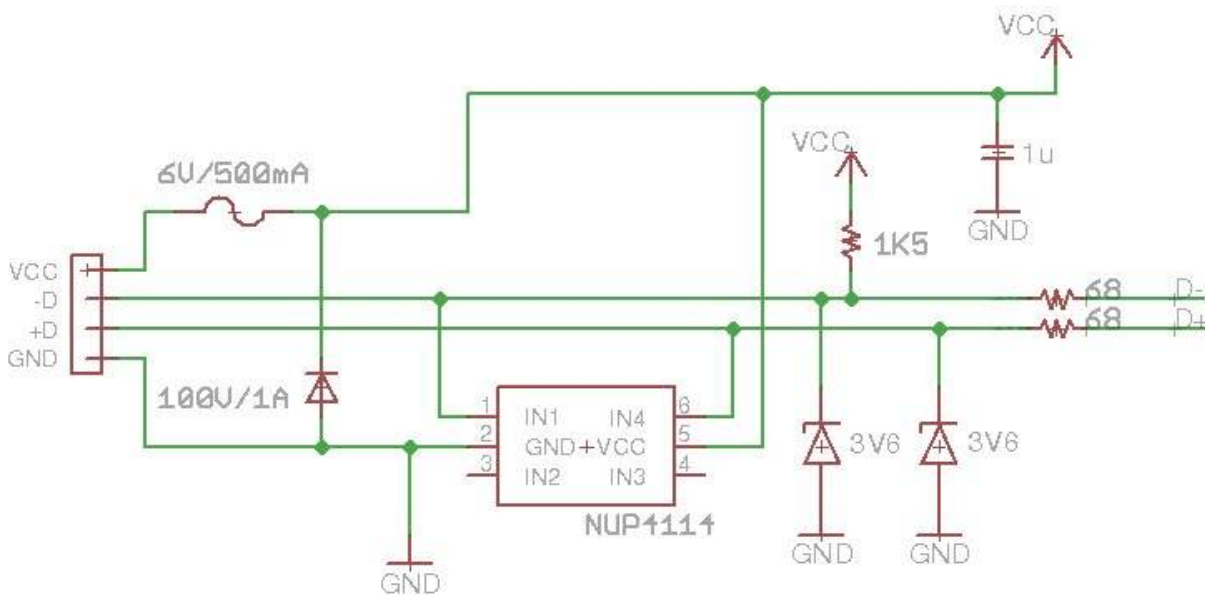 VCC
VCC
6V/500mA
1u
GND
1K5
VCC
-D
+D
GND
68
D-
68
D+
100V/1A
1
IN1
IN4
6
2
GND
VCC
5
3
IN2
IN3
4
3V6
3V6
NUP4114
GND
GND
GND